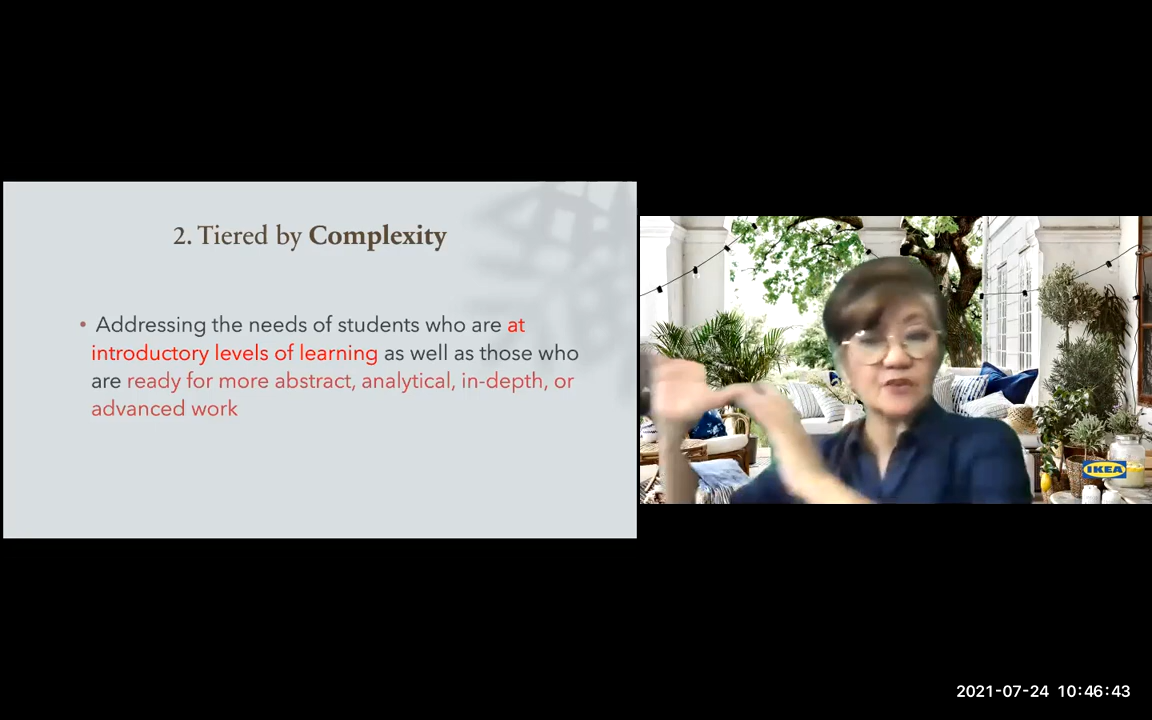 2. Tiered by Complexity
• Addressing the needs of students who are at
introductory levels of learning as well as those who
are ready for more abstract, analytical, in-depth, or
advanced work
IKEA
2021-07-24 10:46:43